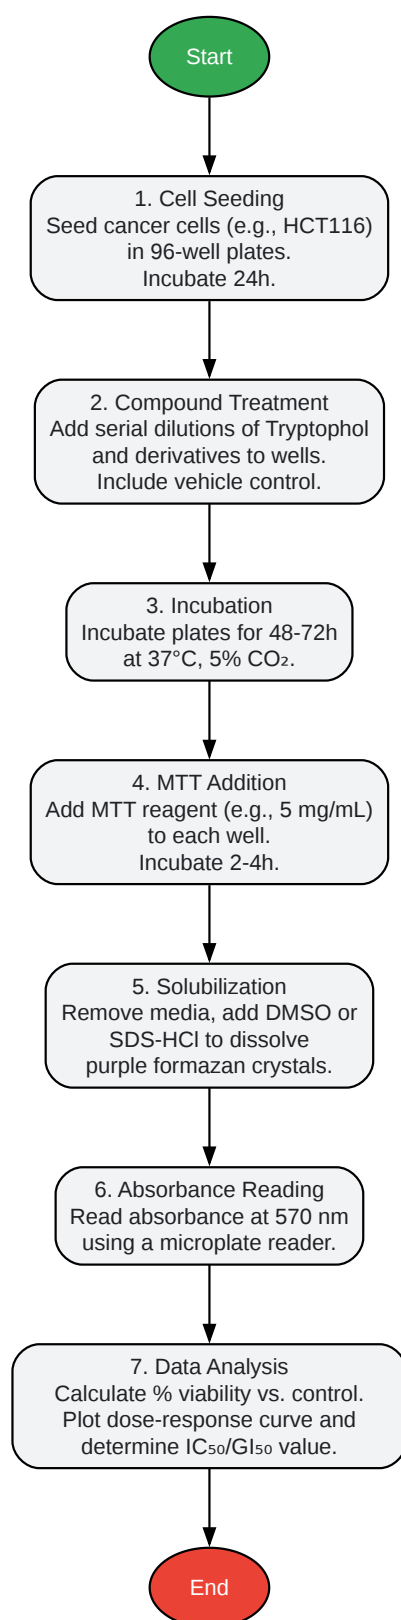 Start
1. Cell Seeding
Seed cancer cells (e.g., HCT116)
in 96-well plates.
Incubate 24h.
2. Compound Treatment
Add serial dilutions of Tryptophol
and derivatives to wells.
Include vehicle control.
3. Incubation
Incubate plates for 48-72h
at 37°C, 5% CO₂.
4. MTT Addition
Add MTT reagent (e.g., 5 mg/mL)
to each well.
Incubate 2-4h.
5. Solubilization
Remove media, add DMSO or
SDS-HCl to dissolve
purple formazan crystals.
6. Absorbance Reading
Read absorbance at 570 nm
using a microplate reader.
7. Data Analysis
Calculate % viability vs. control.
Plot dose-response curve and
determine IC₅₀/GI₅₀ value.
End